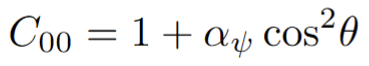 C₀₀ = 1 + α_ψ cos²θ